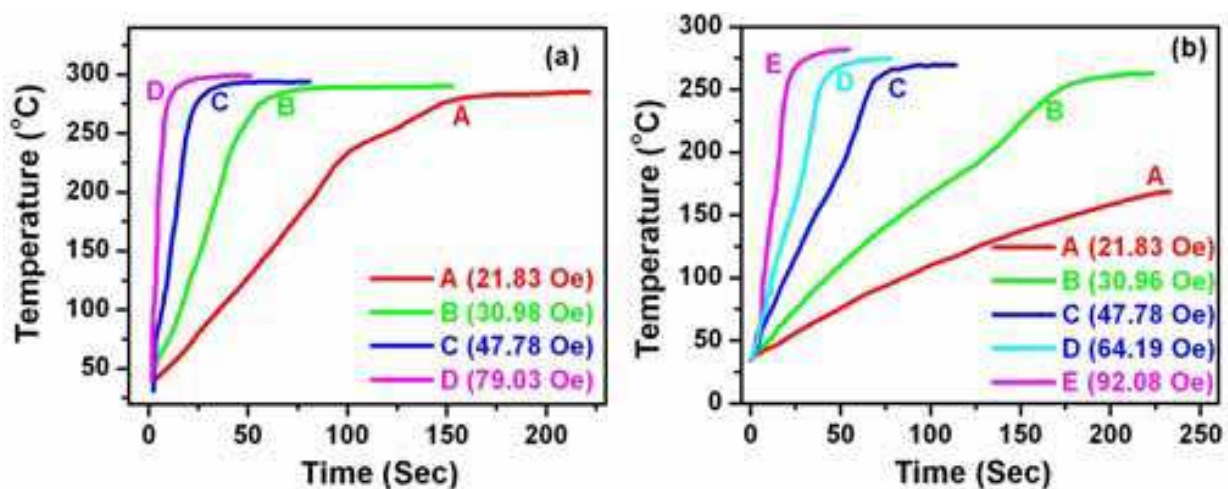 (a)
Temperature (°C)
300
250
200
150
100
50
0
50
100
150
200
Time (Sec)
D
C
B
A
A (21.83 Oe)
B (30.98 Oe)
C (47.78 Oe)
D (79.03 Oe)
(b)
Temperature (°C)
300
250
200
150
100
50
0
0
50
100
150
200
250
Time (Sec)
E
D
C
B
A
A (21.83 Oe)
B (30.96 Oe)
C (47.78 Oe)
D (64.19 Oe)
E (92.08 Oe)